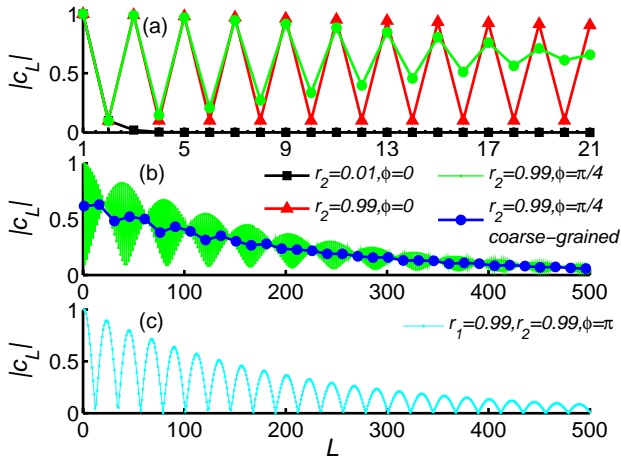 (a)
|c_L|
1
0.5
0
1 5 9 13 17 21
(b)
|c_L|
1
0.5
0
r_2=0.01,ϕ=0
r_2=0.99,ϕ=π/4
r_2=0.99,ϕ=0
r_2=0.99,ϕ=π/4
coarse-grained
0 100 200 300 400 500
(c)
|c_L|
1
0.5
0
r_1=0.99,r_2=0.99,ϕ=π
0 100 200 300 400 500
L